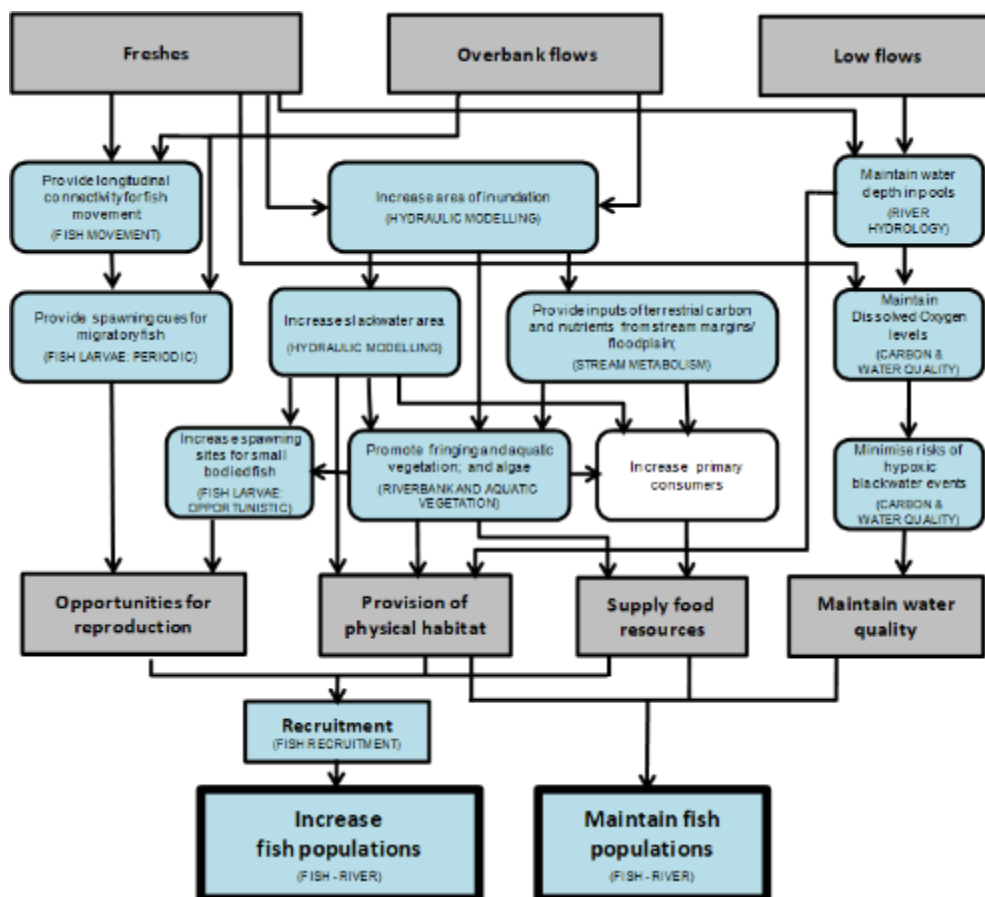 Freshes
Overbank flows
Low flows
Provide longitudinal
connectivity for fish
movement
(FISH MOVEMENT)
Increase area of inundation
(HYDRAULIC MODELLING)
Maintain water
depth in pools
(RIVER
HYDROLOGY)
Provide spawning cues for
migratory fish
(FISH LARVAE: PERIODIC)
Increase slackwater area
(HYDRAULIC MODELLING)
Provide inputs of terrestrial carbon
and nutrients from stream margins/
floodplain;
(STREAM METABOLISM)
Maintain
Dissolved Oxygen
levels
(CARBON &
WATER QUALITY)
Increase spawning
sites for small
bodied fish
(FISH LARVAE:
OPPORTUNISTIC)
Promote fringing and aquatic
vegetation; and algae
(RIVERBANK AND AQUATIC
VEGETATION)
Increase primary
consumers
Minimise risks of
hypoxic
blackwater events
(CARBON &
WATER QUALITY)
Opportunities for
reproduction
Provision of
physical habitat
Supply food
resources
Maintain water
quality
Recruitment
(FISH RECRUITMENT)
Increase
fish populations
(FISH - RIVER)
Maintain fish
populations
(FISH - RIVER)